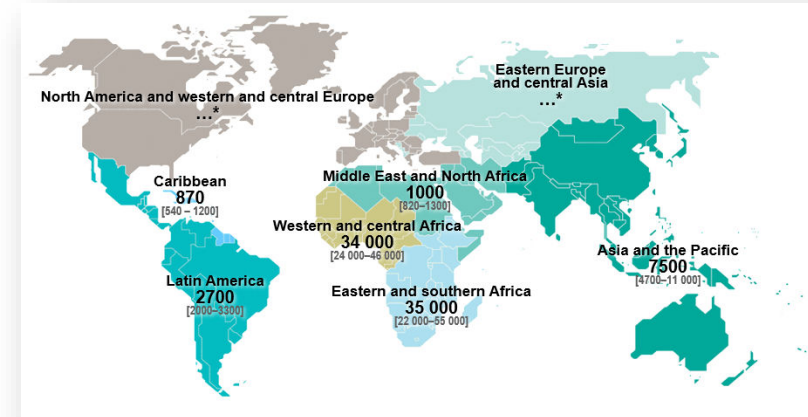 North America and western and central Europe
...*
Eastern Europe
and central Asia
...*
Middle East and North Africa
1000
[820–1300]
Caribbean
870
[540 – 1200]
Western and central Africa
34 000
[24 000–46 000]
Asia and the Pacific
7500
[4700–11 000]
Latin America
2700
[2000–3300]
Eastern and southern Africa
35 000
[22 000–55 000]